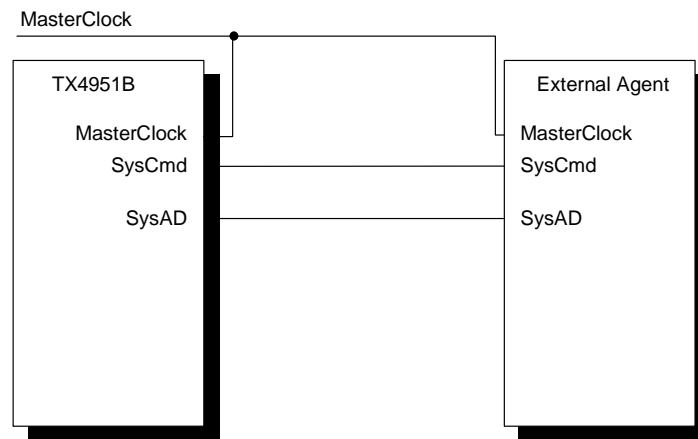 MasterClock
TX4951B
MasterClock
SysCmd
SysAD
External Agent
MasterClock
SysCmd
SysAD